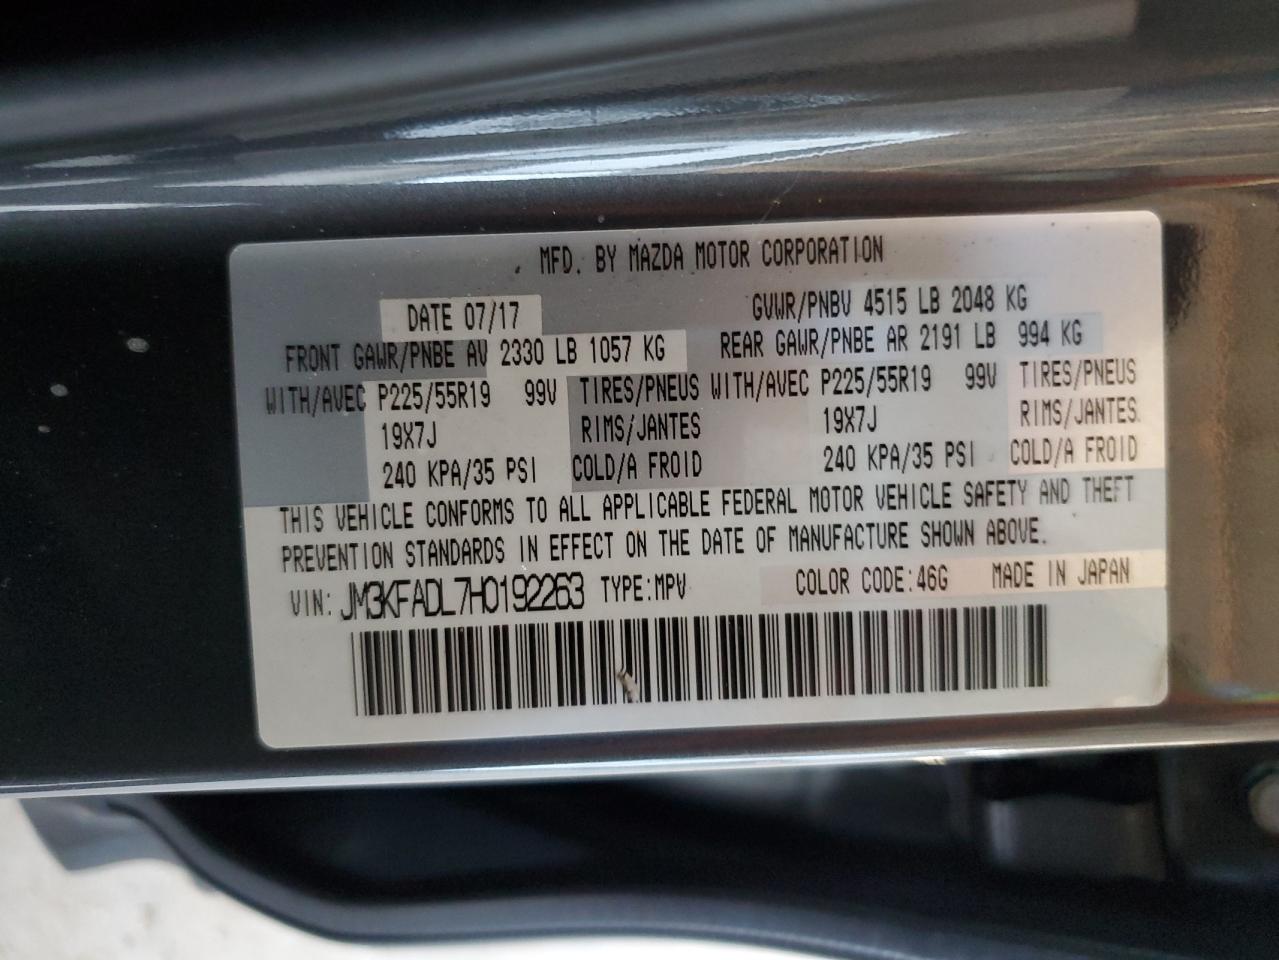 MFD. BY MAZDA MOTOR CORPORATION
DATE 07/17 GVWR/PNBV 4515 LB 2048 KG
FRONT GAWR/PNBE AV 2330 LB 1057 KG REAR GAWR/PNBE AR 2191 LB 994 KG
WITH/AVEC P225/55R19 99V TIRES/PNEUS WITH/AVEC P225/55R19 99V TIRES/PNEUS
19X7J RIMS/JANTES 19X7J RIMS/JANTES
240 KPA/35 PSI COLD/A FROID 240 KPA/35 PSI COLD/A FROID
THIS VEHICLE CONFORMS TO ALL APPLICABLE FEDERAL MOTOR VEHICLE SAFETY AND THEFT
PREVENTION STANDARDS IN EFFECT ON THE DATE OF MANUFACTURE SHOWN ABOVE.
VIN: JM3KFADL7H0192263 TYPE:MPV COLOR CODE:46G MADE IN JAPAN